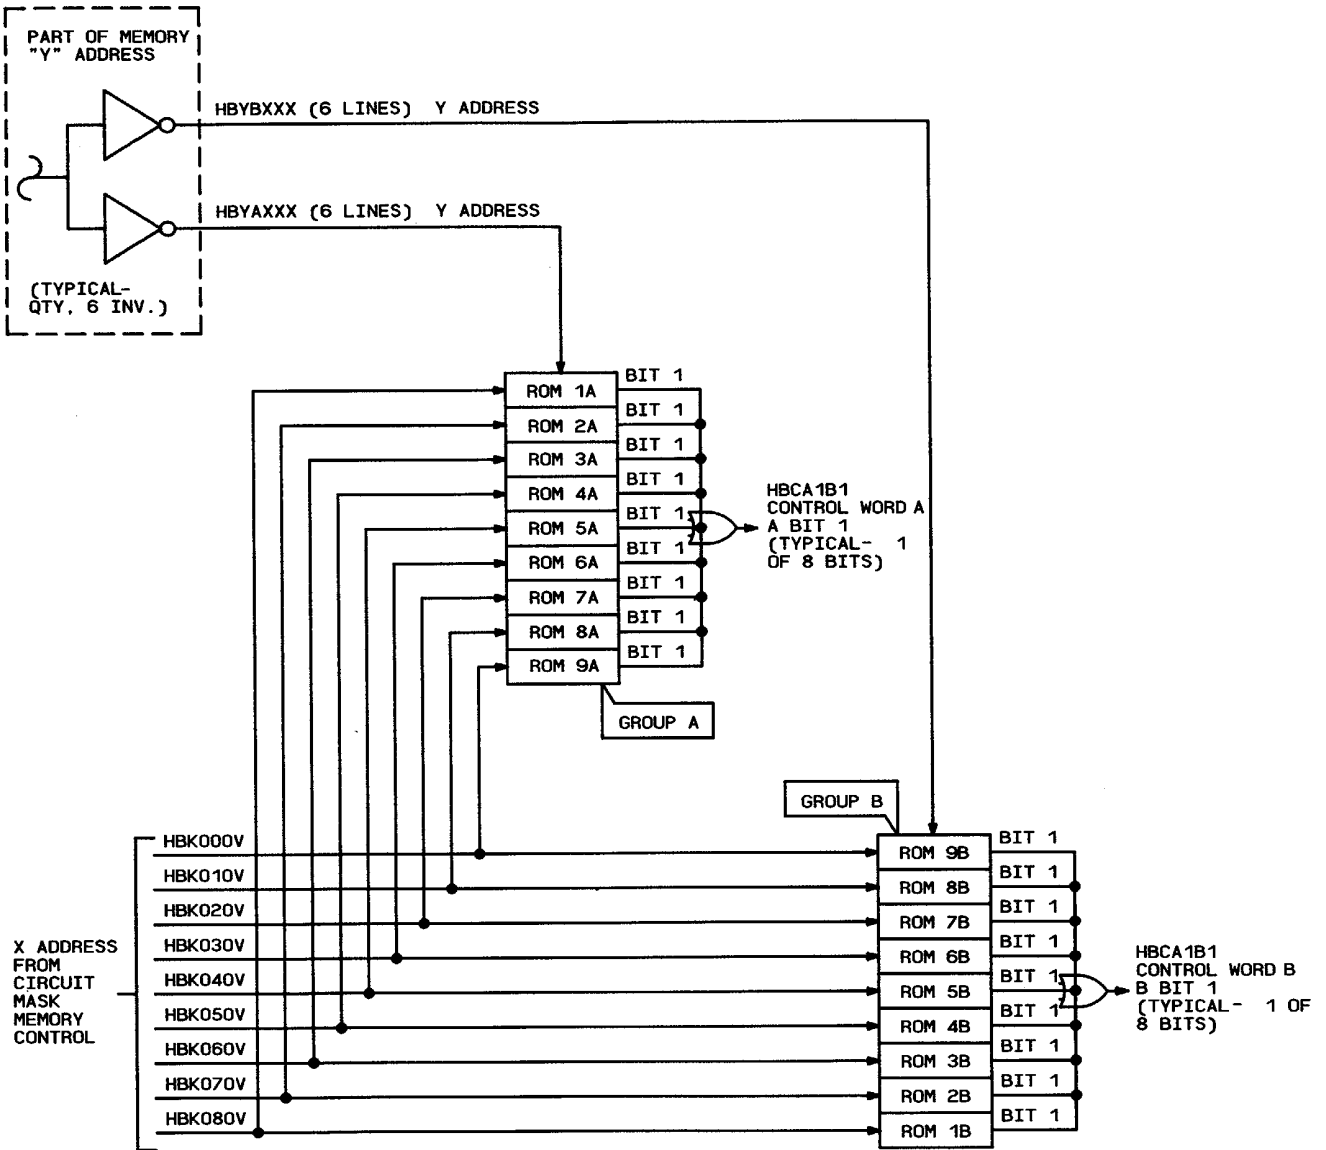 PART OF MEMORY
"Y" ADDRESS
HBYBXXX (6 LINES) Y ADDRESS
HBYAXXX (6 LINES) Y ADDRESS
(TYPICAL-
QTY, 6 INV.)
ROM 1A
BIT 1
ROM 2A
BIT 1
ROM 3A
BIT 1
ROM 4A
BIT 1
ROM 5A
BIT 1
ROM 6A
BIT 1
ROM 7A
BIT 1
ROM 8A
BIT 1
ROM 9A
BIT 1
HBCA1B1
CONTROL WORD A
A BIT 1
(TYPICAL- 1
OF 8 BITS)
GROUP A
GROUP B
X ADDRESS
FROM
CIRCUIT
MASK
MEMORY
CONTROL
HBK000V
HBK010V
HBK020V
HBK030V
HBK040V
HBK050V
HBK060V
HBK070V
HBK080V
ROM 9B
BIT 1
ROM 8B
BIT 1
ROM 7B
BIT 1
ROM 6B
BIT 1
ROM 5B
BIT 1
ROM 4B
BIT 1
ROM 3B
BIT 1
ROM 2B
BIT 1
ROM 1B
BIT 1
HBCA1B1
CONTROL WORD B
B BIT 1
(TYPICAL- 1 OF
8 BITS)